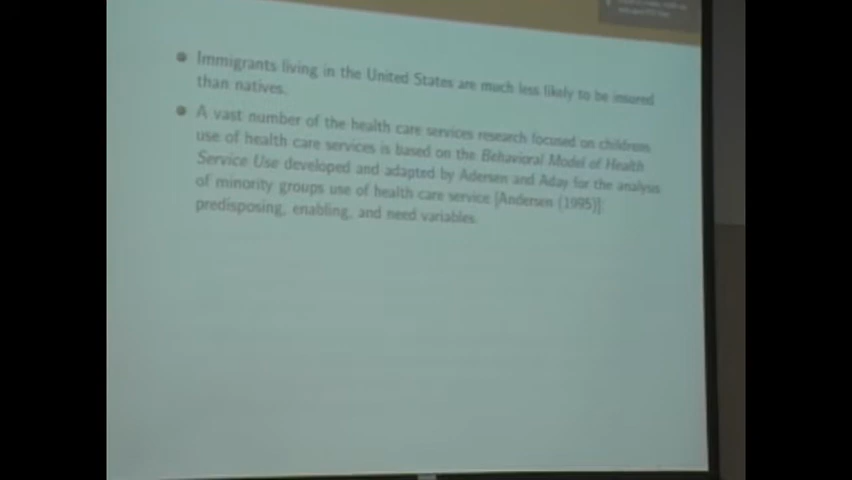 Immigrants living in the United States are much less likely to be insured
than natives.
A vast number of the health care services research focused on childrens
use of health care services is based on the Behavioral Model of Health
Service Use developed and adapted by Adersen and Aday for the analysis
of minority groups use of health care service [Andersen (1995)]:
predisposing, enabling, and need variables.